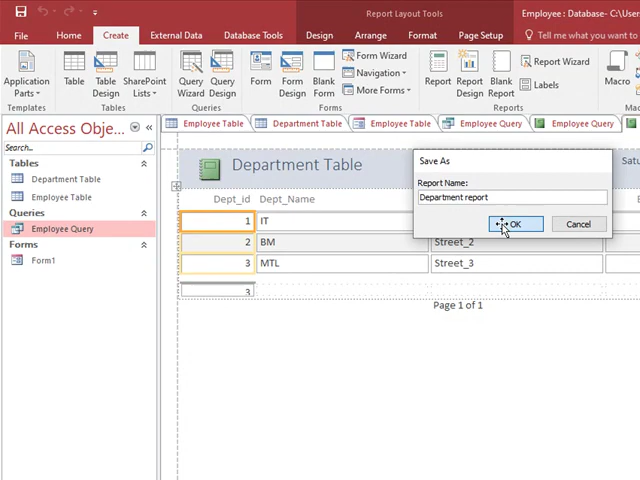 Report Layout Tools
Employee : Database- C:\Users
File Home Create External Data Database Tools Design Arrange Format Page Setup Tell me what you want to
Application Parts Table Table Design SharePoint Lists Query Wizard Query Design Form Form Design Blank Form Form Wizard Navigation More Forms Report Report Design Blank Report Report Wizard Labels Macro
Templates Tables Queries Forms Reports
All Access Obje...
Employee Table Department Table Employee Table Employee Query Employee Query
Search...
Tables
Department Table
Employee Table
Queries
Employee Query
Forms
Form1
Department Table
Dept_id Dept_Name
1 IT
2 BM Street_2
3 MTL Street_3
3
Page 1 of 1
Save As
Report Name:
Department report
OK Cancel